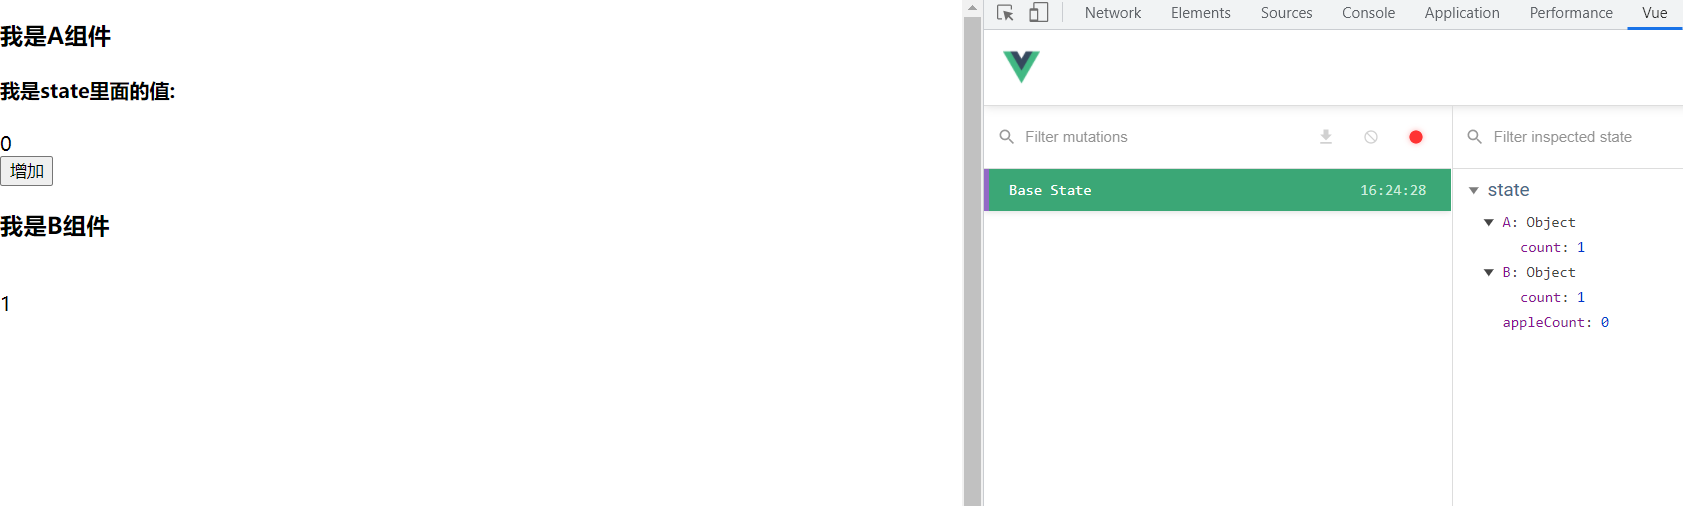 我是A组件
我是state里面的值:
0
增加
我是B组件
1
Network Elements Sources Console Application Performance Vue
Filter mutations
Base State 16:24:28
Filter inspected state
state
A: Object
count: 1
B: Object
count: 1
appleCount: 0